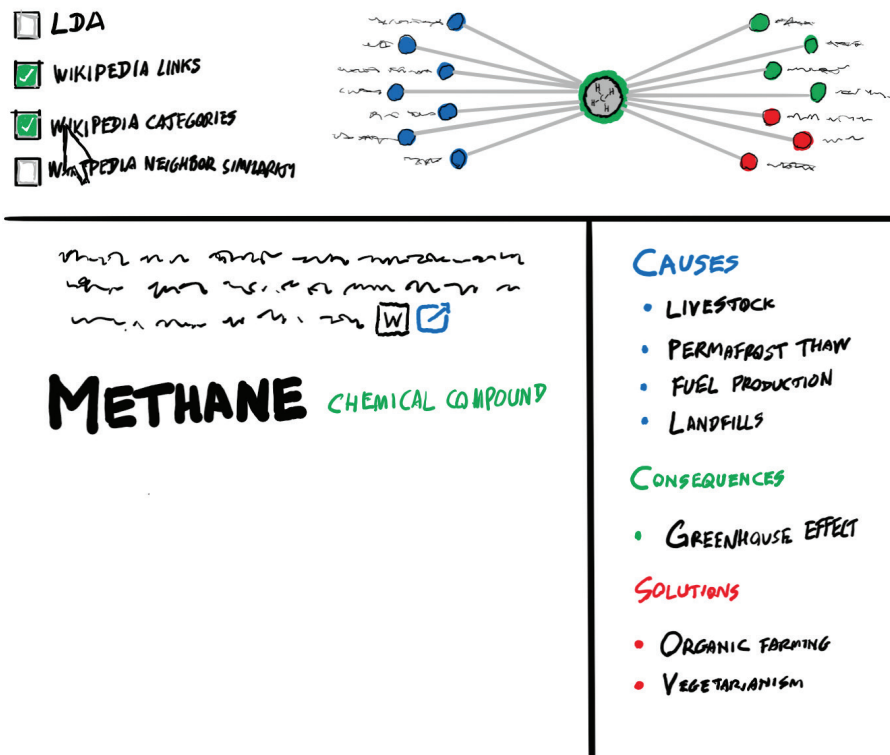 LDA
WIKIPEDIA LINKS
WIKIPEDIA CATEGORIES
WIKIPEDIA NEIGHBOR SIMILARITY
H
H C H
H
W
METHANE CHEMICAL COMPOUND
CAUSES
• LIVESTOCK
• PERMAFROST THAW
• FUEL PRODUCTION
• LANDFILLS
CONSEQUENCES
• GREENHOUSE EFFECT
SOLUTIONS
• ORGANIC FARMING
• VEGETARIANISM